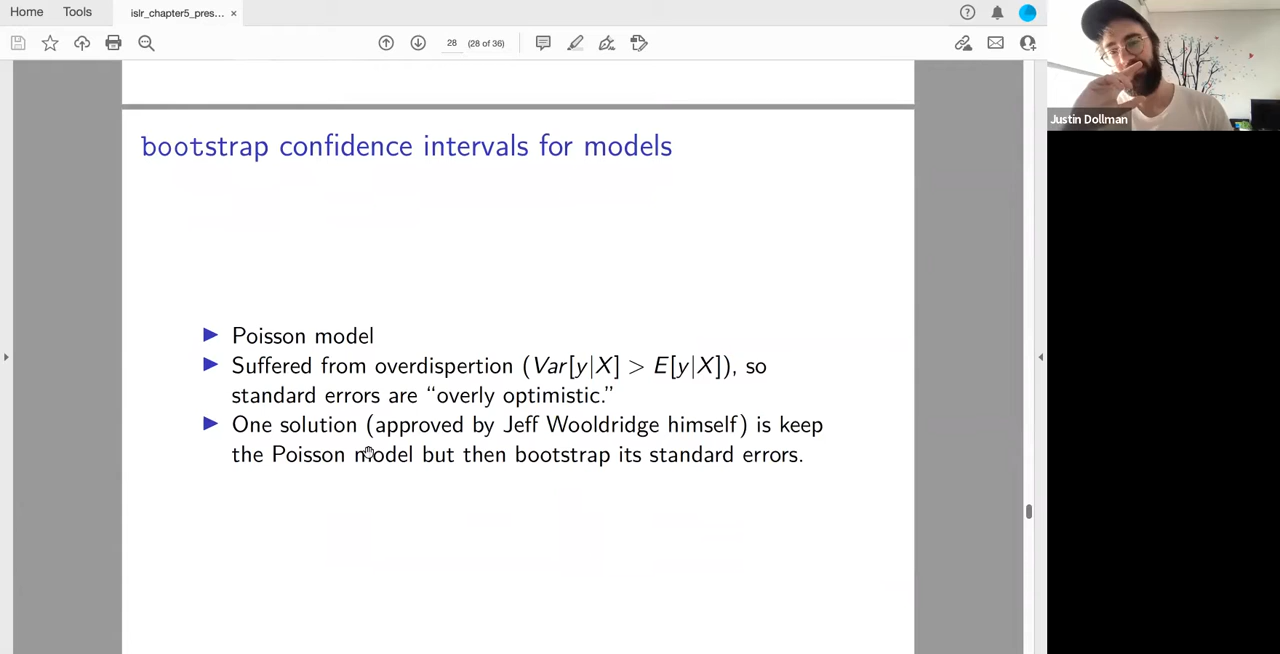 Home Tools islr_chapter5_pres... ×
28 (28 of 36)
Justin Dollman
bootstrap confidence intervals for models
▶ Poisson model
▶ Suffered from overdispertion (Var[y|X] > E[y|X]), so
standard errors are “overly optimistic.”
▶ One solution (approved by Jeff Wooldridge himself) is keep
the Poisson model but then bootstrap its standard errors.